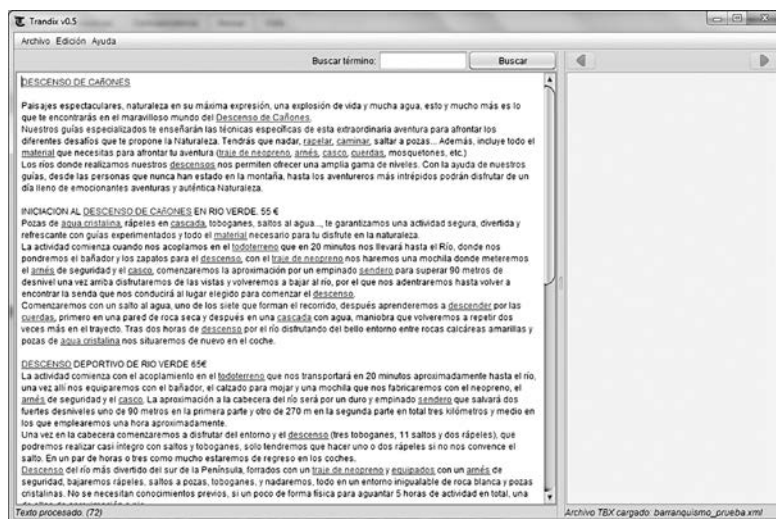 Trandix v0.5
Archivo Edición Ayuda
Buscar término: Buscar
DESCENSO DE CAñONES
Paisajes espectaculares, naturaleza en su máxima expresión, una explosión de vida y mucha agua, esto y mucho más es lo
que te encontrarás en el maravilloso mundo del Descenso de Cañones.
Nuestros guías especializados te enseñarán las técnicas específicas de esta extraordinaria aventura para afrontar los
diferentes desafíos que te propone la Naturaleza. Tendrás que nadar, rapelar, caminar, saltar a pozas... Además, incluye todo el
material que necesitas para afrontar tu aventura (traje de neopreno, arnés, casco, cuerdas, mosquetones, etc.)
Los ríos donde realizamos nuestros descensos nos permiten ofrecer una amplia gama de niveles. Con la ayuda de nuestros
guías, desde las personas que nunca han estado en la montaña, hasta los aventureros más intrépidos podrán disfrutar de un
día lleno de emocionantes aventuras y auténtica Naturaleza.
INICIACION AL DESCENSO DE CAñONES EN RIO VERDE. 55 €
Pozas de agua cristalina, rápeles en cascada, toboganes, saltos al agua..., te garantizamos una actividad segura, divertida y
refrescante con guías experimentados y todo el material necesario para tu disfrute en la naturaleza.
La actividad comienza cuando nos acoplamos en el todoterreno que en 20 minutos nos llevará hasta el Río, donde nos
pondremos el bañador y los zapatos para el descenso, con el traje de neopreno nos haremos una mochila donde meteremos
el arnés de seguridad y el casco, comenzaremos la aproximación por un empinado sendero para superar 90 metros de
desnivel una vez arriba disfrutaremos de las vistas y volveremos a bajar al río, por el que nos adentraremos hasta volver a
encontrar la senda que nos conducirá al lugar elegido para comenzar el descenso.
Comenzaremos con un salto al agua, uno de los siete que forman el recorrido, después aprenderemos a descender por las
cuerdas, primero en una pared de roca seca y después en una cascada con agua, maniobra que volveremos a repetir dos
veces más en el trayecto. Tras dos horas de descenso por el río disfrutando del bello entorno entre rocas calcáreas amarillas y
pozas de agua cristalina nos situaremos de nuevo en el coche.
DESCENSO DEPORTIVO DE RIO VERDE 65€
La actividad comienza con el acoplamiento en el todoterreno que nos transportará en 20 minutos aproximadamente hasta el río,
una vez allí nos equiparemos con el bañador, el calzado para mojar y una mochila que nos fabricaremos con el neopreno, el
arnés de seguridad y el casco. La aproximación a la cabecera del río será por un duro y empinado sendero que salvará dos
fuertes desniveles uno de 90 metros en la primera parte y otro de 270 m en la segunda parte en total tres kilómetros y medio en
los que emplearemos una hora aproximadamente.
Una vez en la cabecera comenzaremos a disfrutar del entorno y el descenso (tres toboganes, 11 saltos y dos rápeles), que
podremos realizar casi íntegro con saltos y toboganes, solo tendremos que hacer uno o dos rápeles si no nos convence el
salto. En un par de horas o tres como mucho estaremos de regreso en los coches.
Descenso del río más divertido del sur de la Península, forrados con un traje de neopreno y equipados con un arnés de
seguridad, bajaremos rápeles, saltos a pozas, toboganes, y nadaremos, todo en un entorno inigualable de roca blanca y pozas
cristalinas. No se necesitan conocimientos previos, si un poco de forma física para aguantar 5 horas de actividad en total, una
Texto procesado. (72)
Archivo TBX cargado: barranquismo_prueba.xml